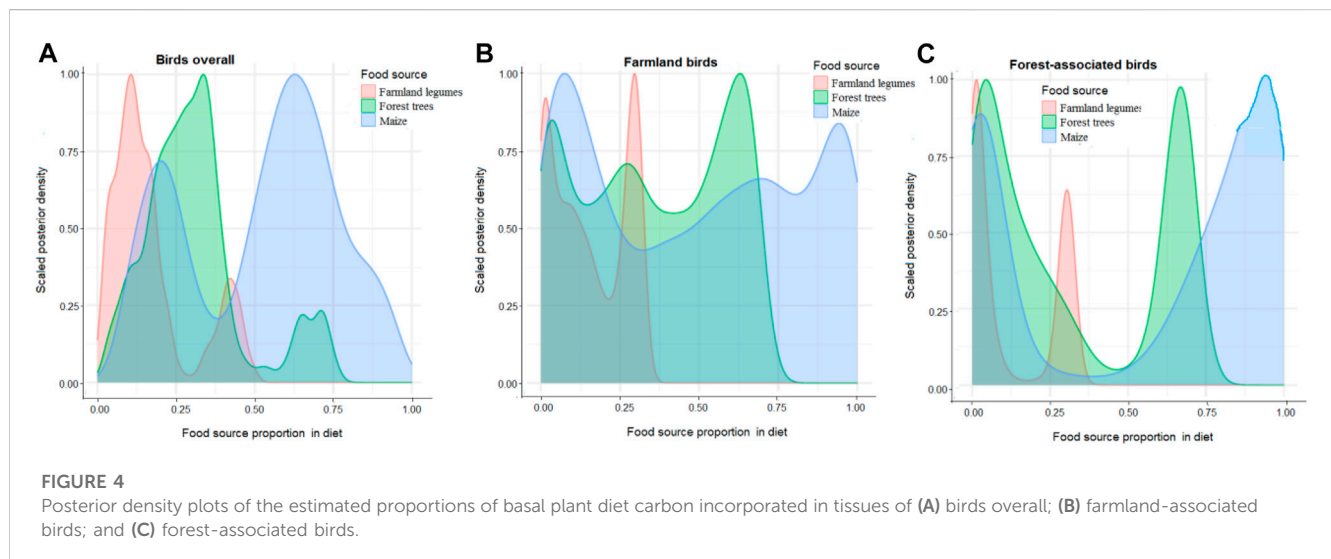 A
Birds overall
Food source
Farmland legumes
Forest trees
Maize
1.00
0.75
0.50
0.25
0.00
Scaled posterior density
0.00 0.25 0.50 0.75 1.00
Food source proportion in diet
B
Farmland birds
Food source
Farmland legumes
Forest trees
Maize
1.00
0.75
0.50
0.25
0.00
Scaled posterior density
0.00 0.25 0.50 0.75 1.00
Food source proportion in diet
C
Forest-associated birds
Food source
Farmland legumes
Forest trees
Maize
1.00
0.75
0.50
0.25
0.00
Scaled posterior density
0.00 0.25 0.50 0.75 1.00
Food source proportion in diet
FIGURE 4
Posterior density plots of the estimated proportions of basal plant diet carbon incorporated in tissues of (A) birds overall; (B) farmland-associated
birds; and (C) forest-associated birds.